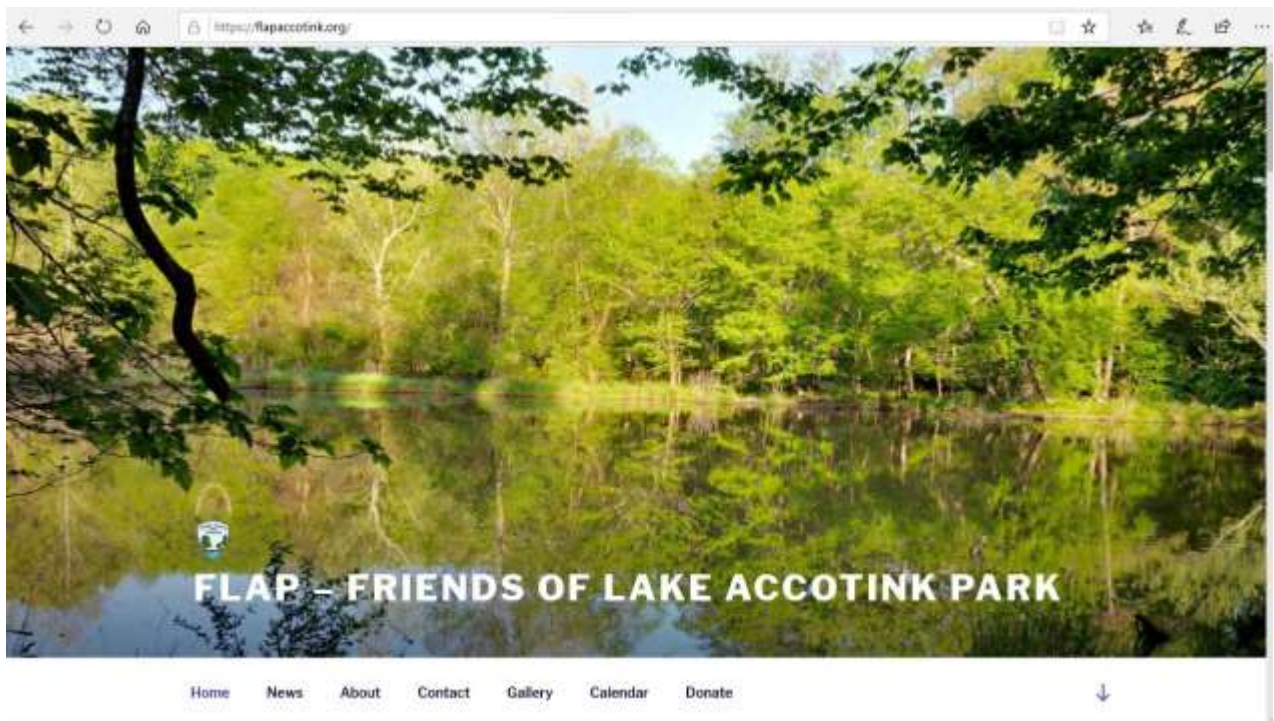 https://flapaccotink.org/
FLAP – FRIENDS OF LAKE ACCOTINK PARK
Home News About Contact Gallery Calendar Donate